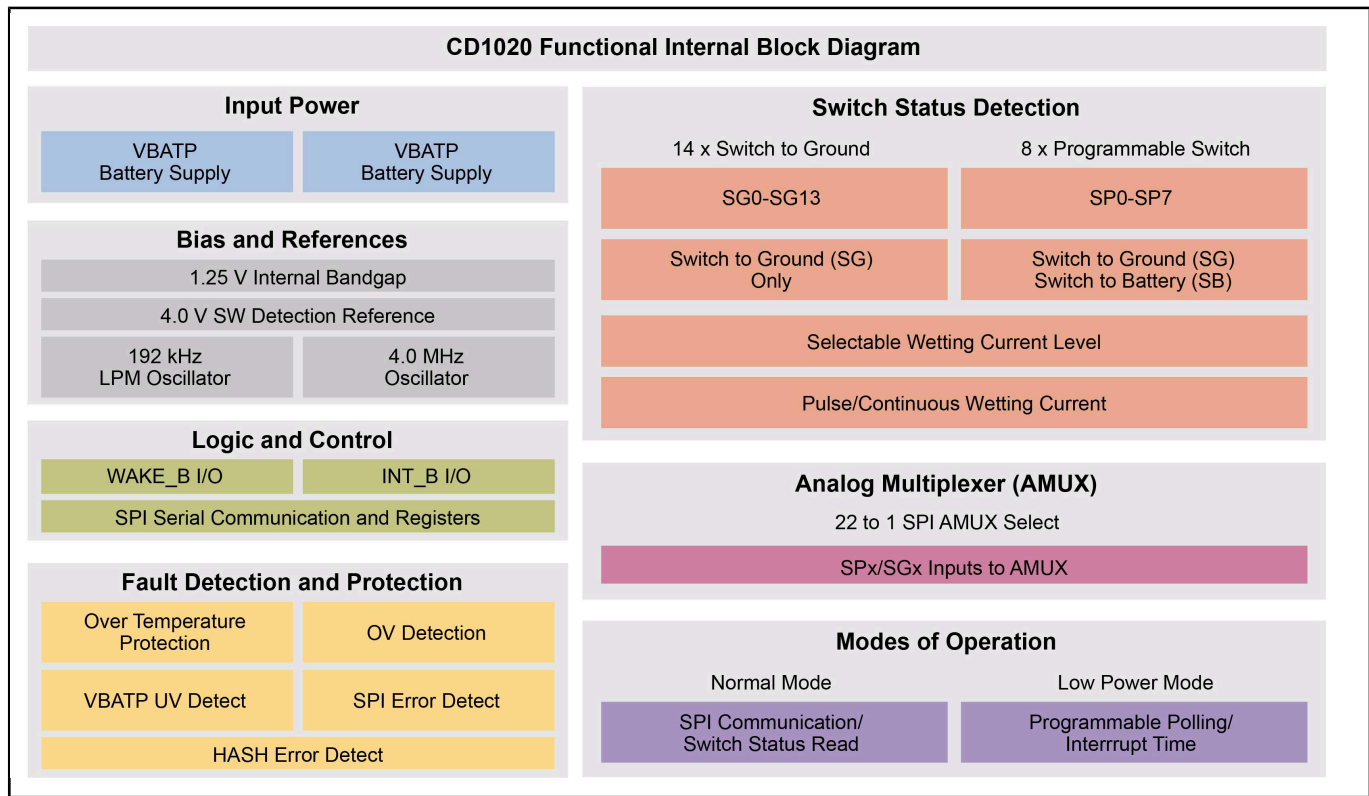 CD1020 Functional Internal Block Diagram
Input Power
VBATP
Battery Supply
VBATP
Battery Supply
Bias and References
1.25 V Internal Bandgap
4.0 V SW Detection Reference
192 kHz
LPM Oscillator
4.0 MHz
Oscillator
Logic and Control
WAKE_B I/O
INT_B I/O
SPI Serial Communication and Registers
Fault Detection and Protection
Over Temperature
Protection
OV Detection
VBATP UV Detect
SPI Error Detect
HASH Error Detect
Switch Status Detection
14 x Switch to Ground
8 x Programmable Switch
SG0-SG13
SP0-SP7
Switch to Ground (SG)
Only
Switch to Ground (SG)
Switch to Battery (SB)
Selectable Wetting Current Level
Pulse/Continuous Wetting Current
Analog Multiplexer (AMUX)
22 to 1 SPI AMUX Select
SPx/SGx Inputs to AMUX
Modes of Operation
Normal Mode
Low Power Mode
SPI Communication/
Switch Status Read
Programmable Polling/
Interrrupt Time